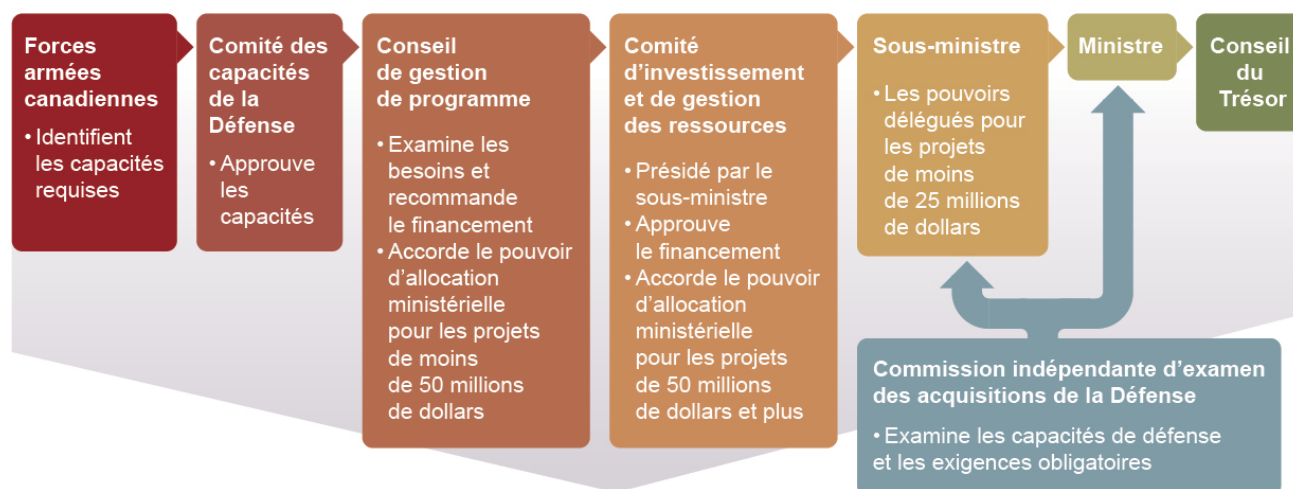 Forces
armées
canadiennes
• Identifient
les capacités
requises
Comité des
capacités
de la
Défense
• Approuve
les
capacités
Conseil
de gestion
de programme
• Examine les
besoins et
recommande
le financement
• Accorde le pouvoir
d’allocation
ministérielle
pour les projets
de moins
de 50 millions
de dollars
Comité
d’investissement
et de gestion
des ressources
• Présidé par le
sous-ministre
• Approuve
le financement
• Accorde le pouvoir
d’allocation
ministérielle
pour les projets
de 50 millions
de dollars et plus
Sous-ministre
• Les pouvoirs
délégués pour
les projets
de moins
de 25 millions
de dollars
Ministre
Conseil
du
Trésor
Commission indépendante d’examen
des acquisitions de la Défense
• Examine les capacités de défense
et les exigences obligatoires